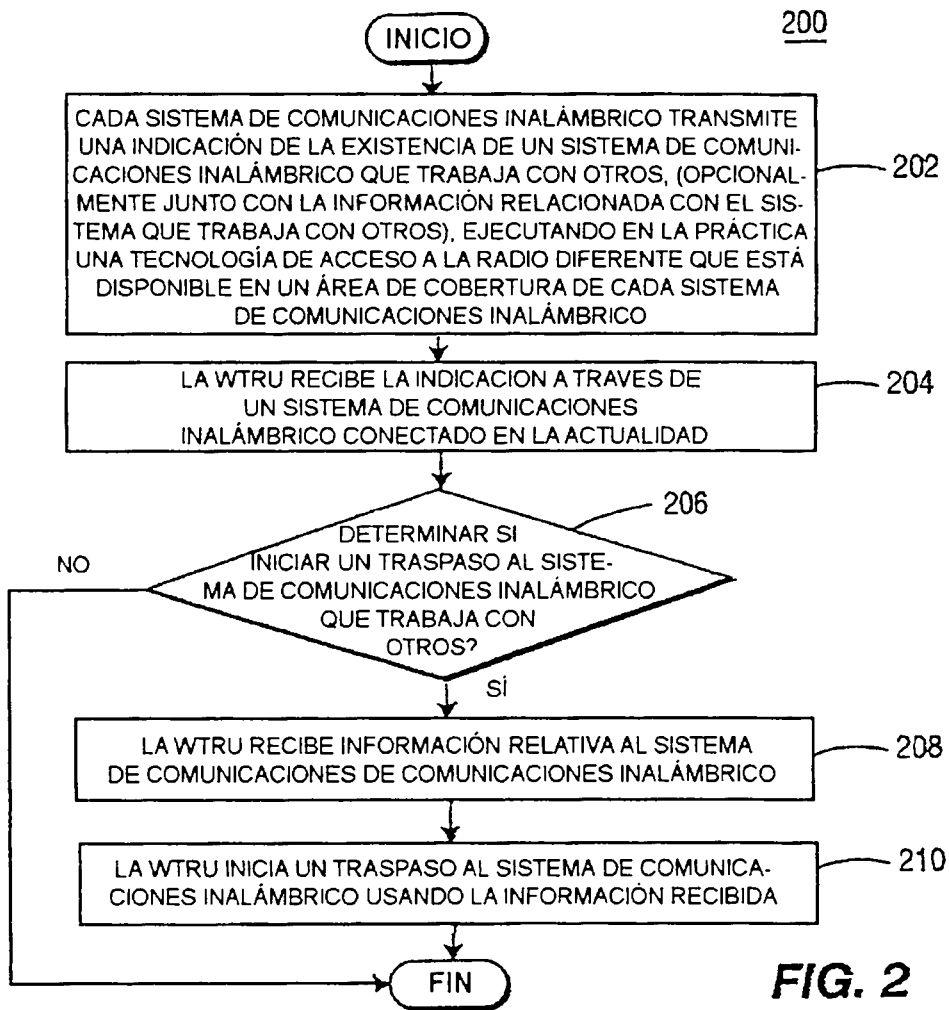 200
INICIO
CADA SISTEMA DE COMUNICACIONES INALÁMBRICO TRANSMITE
UNA INDICACIÓN DE LA EXISTENCIA DE UN SISTEMA DE COMUNI-
CACIONES INALÁMBRICO QUE TRABAJA CON OTROS, (OPCIONAL-
MENTE JUNTO CON LA INFORMACIÓN RELACIONADA CON EL SIS-
TEMA QUE TRABAJA CON OTROS), EJECUTANDO EN LA PRÁCTICA
UNA TECNOLOGÍA DE ACCESO A LA RADIO DIFERENTE QUE ESTÁ
DISPONIBLE EN UN ÁREA DE COBERTURA DE CADA SISTEMA
DE COMUNICACIONES INALÁMBRICO
202
LA WTRU RECIBE LA INDICACION A TRAVES DE
UN SISTEMA DE COMUNICACIONES
INALÁMBRICO CONECTADO EN LA ACTUALIDAD
204
206
DETERMINAR SI
INICIAR UN TRASPASO AL SISTE-
MA DE COMUNICACIONES INALÁMBRICO
QUE TRABAJA CON
OTROS?
NO
SÍ
LA WTRU RECIBE INFORMACIÓN RELATIVA AL SISTEMA
DE COMUNICACIONES DE COMUNICACIONES INALÁMBRICO
208
LA WTRU INICIA UN TRASPASO AL SISTEMA DE COMUNICA-
CIONES INALÁMBRICO USANDO LA INFORMACIÓN RECIBIDA
210
FIN
FIG. 2